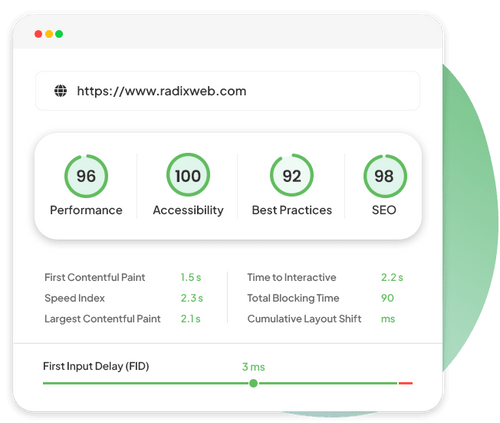 https://www.radixweb.com
96 100 92 98
Performance Accessibility Best Practices SEO
First Contentful Paint 1.5 s Time to Interactive 2.2 s
Speed Index 2.3 s Total Blocking Time 90
Largest Contentful Paint 2.1 s Cumulative Layout Shift ms
First Input Delay (FID) 3 ms